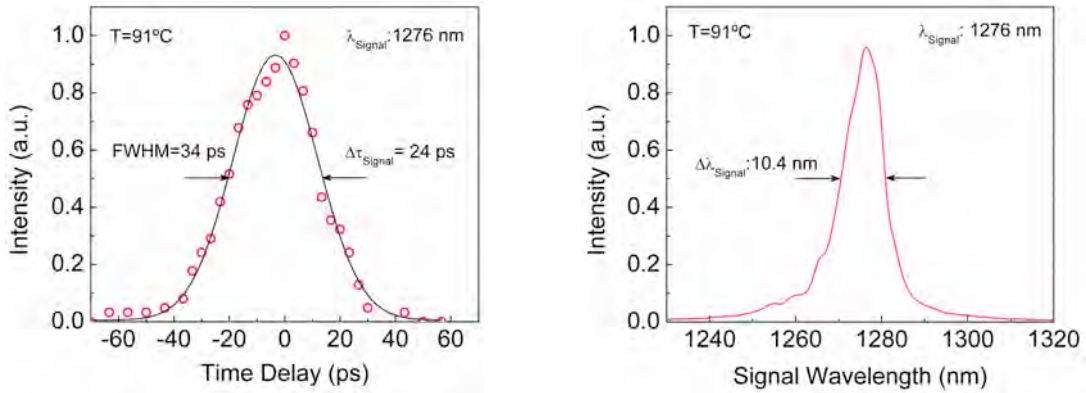 T=91ºC
λSignal:1276 nm
FWHM=34 ps
ΔτSignal= 24 ps
Intensity (a.u.)
1.0
0.8
0.6
0.4
0.2
0.0
-60 -40 -20 0 20 40 60
Time Delay (ps)
T=91ºC
λSignal:1276 nm
ΔλSignal:10.4 nm
Intensity (a.u.)
1.0
0.8
0.6
0.4
0.2
0.0
1240 1260 1280 1300 1320
Signal Wavelength (nm)